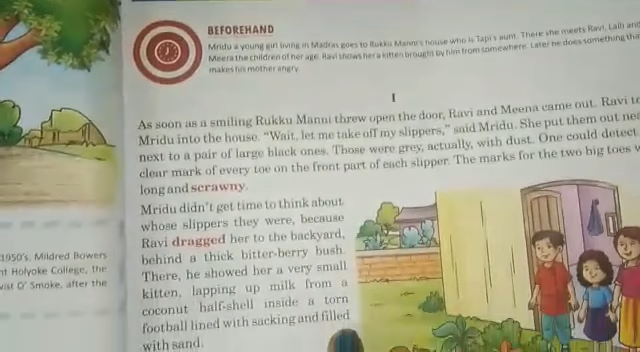 BEFOREHAND
Mridu a young girl living in Madras goes to Rukku Manni's house who is Tapi's aunt. There she meets Ravi, Lalli and
Meena the children of her age. Ravi shows her a kitten brought by him from somewhere. Later he does something tha
makes his mother angry.
I
As soon as a smiling Rukku Manni threw open the door, Ravi and Meena came out. Ravi to
Mridu into the house. "Wait, let me take off my slippers," said Mridu. She put them out nea
next to a pair of large black ones. Those were grey, actually, with dust. One could detect
clear mark of every toe on the front part of each slipper. The marks for the two big toes w
long and scrawny.
Mridu didn't get time to think about
whose slippers they were, because
Ravi dragged her to the backyard,
behind a thick bitter-berry bush.
There, he showed her a very small
kitten, lapping up milk from a
coconut half-shell inside a torn
football lined with sacking and filled
with sand.
1950's. Mildred Bowers
nt Holyoke College, the
vist O' Smoke, after the